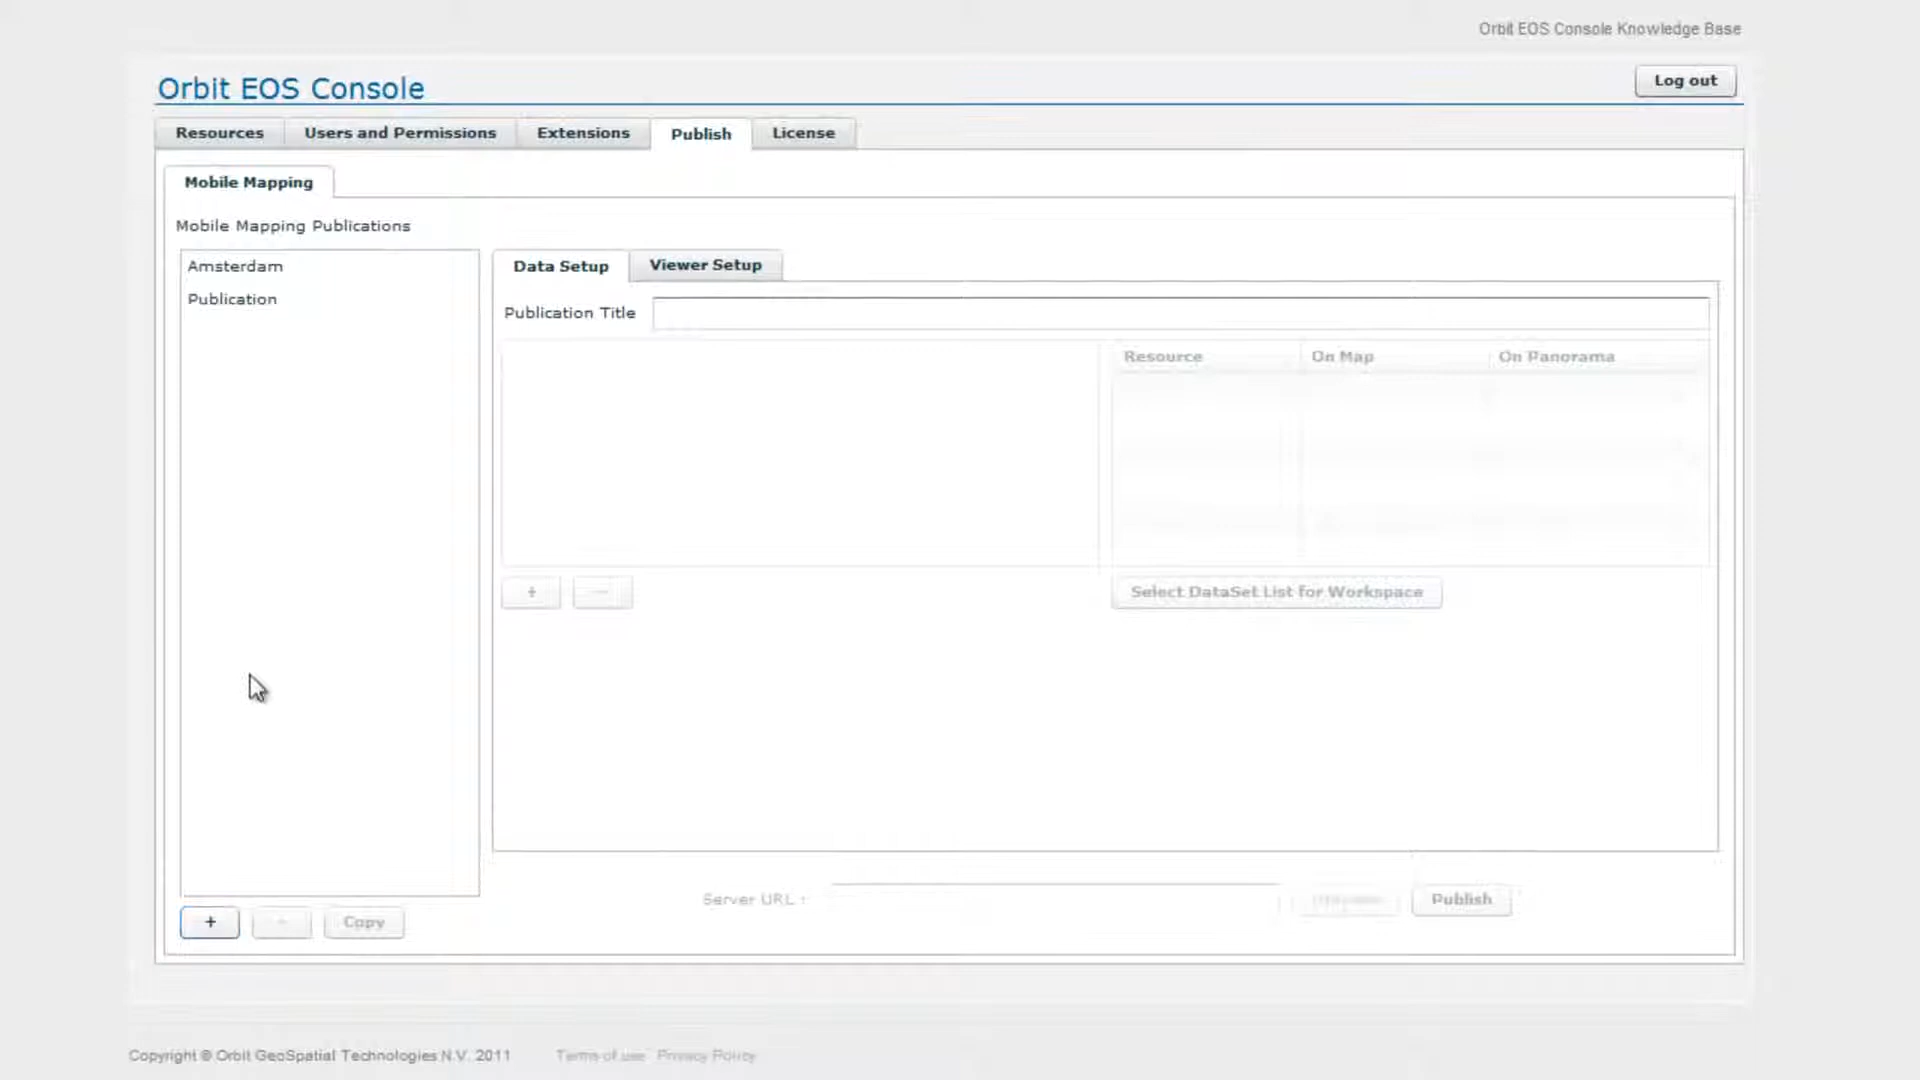 Orbit EOS Console Knowledge Base
Orbit EOS Console
Log out
Resources Users and Permissions Extensions Publish License
Mobile Mapping
Mobile Mapping Publications
Amsterdam
Publication
Data Setup Viewer Setup
Publication Title
Resource On Map On Panorama
+ —
Select DataSet List for Workspace
Server URL :
Publish
+ - Copy
Copyright © Orbit GeoSpatial Technologies N.V. 2011 Terms of use Privacy Policy